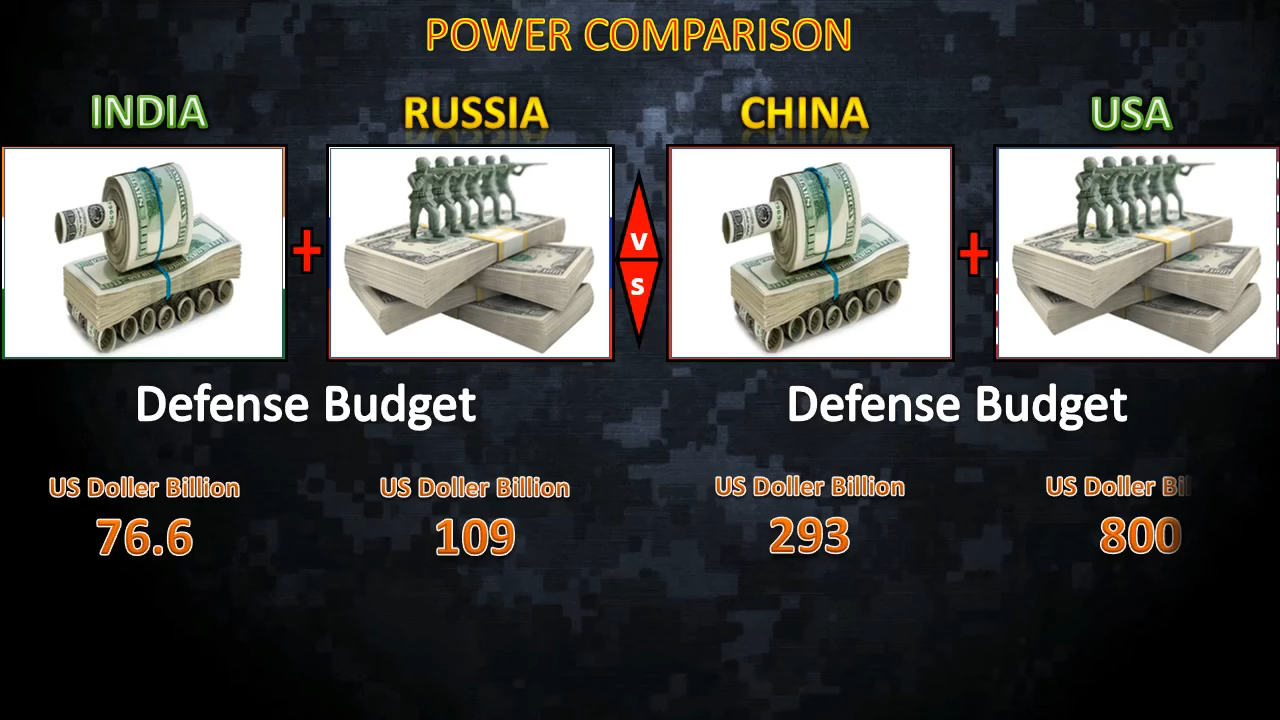 POWER COMPARISON
INDIA RUSSIA CHINA USA
+ V S +
Defense Budget Defense Budget
US Doller Billion US Doller Billion US Doller Billion US Doller Bil
76.6 109 293 800